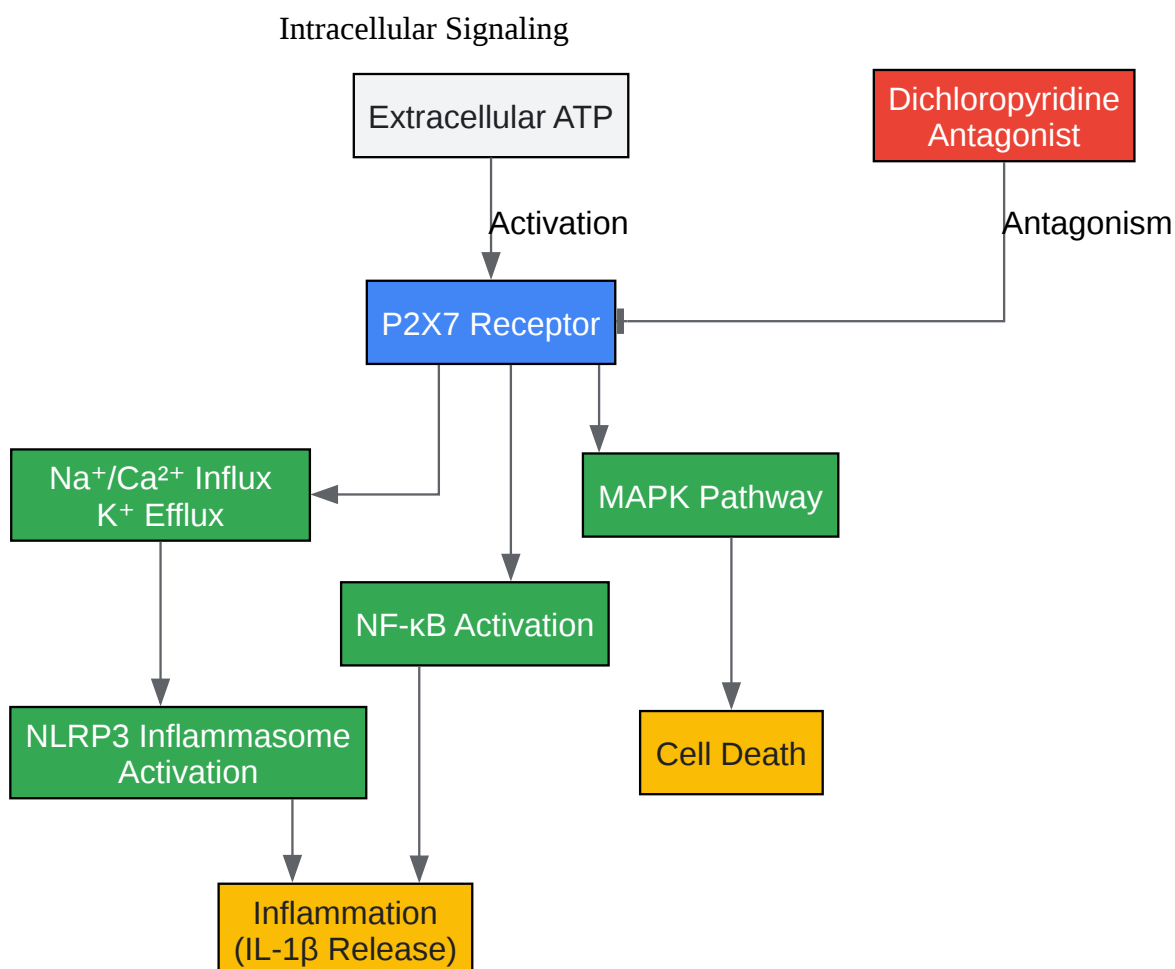 Intracellular Signaling
Extracellular ATP
Dichloropyridine
Antagonist
Activation
Antagonism
P2X7 Receptor
Na⁺/Ca²⁺ Influx
K⁺ Efflux
MAPK Pathway
NF-κB Activation
NLRP3 Inflammasome
Activation
Cell Death
Inflammation
(IL-1β Release)